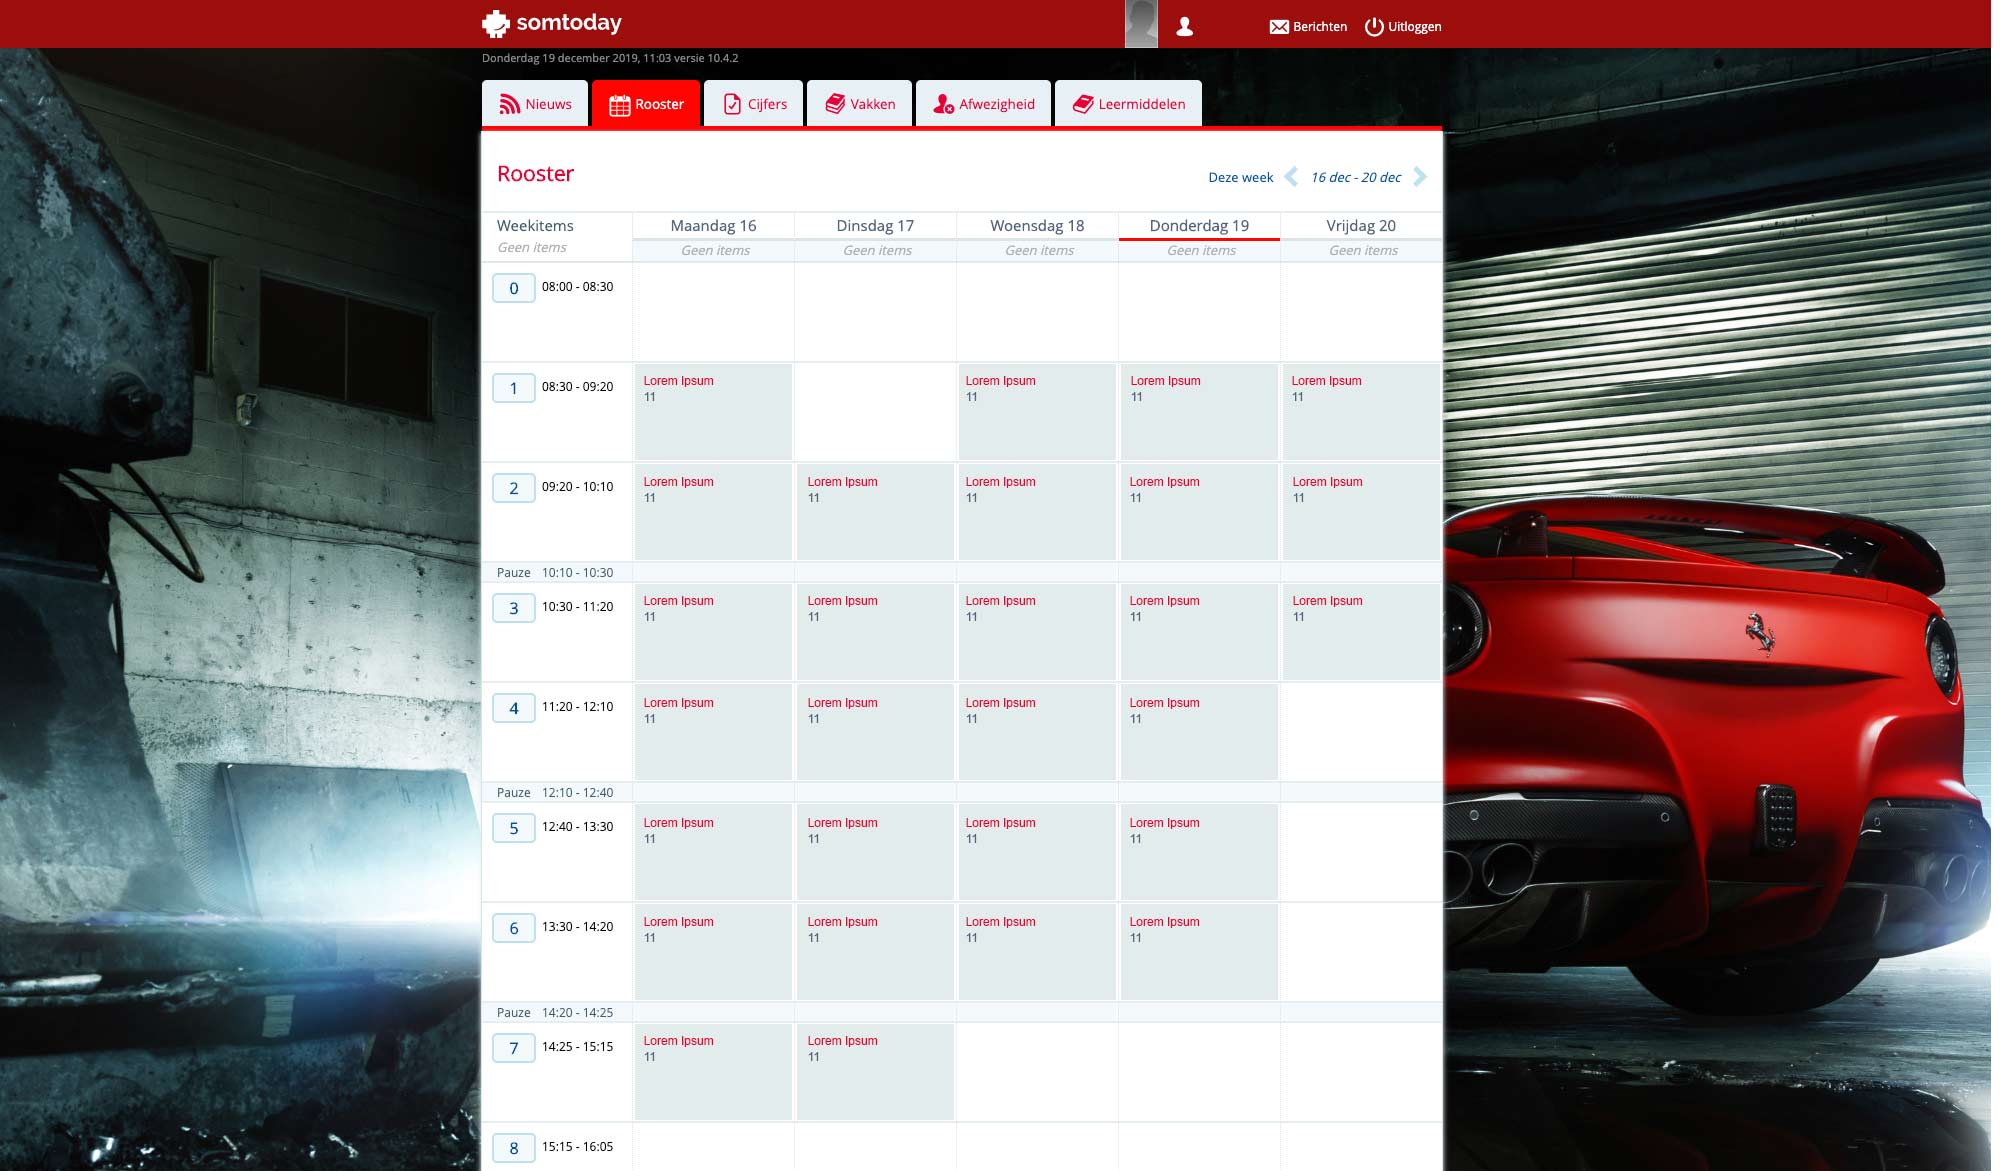 somtoday
Berichten
Uitloggen
Donderdag 19 december 2019, 11:03 versie 10.4.2
Nieuws
Rooster
Cijfers
Vakken
Afwezigheid
Leermiddelen
Rooster
Deze week
16 dec - 20 dec
Weekitems
Geen items
Maandag 16
Dinsdag 17
Woensdag 18
Donderdag 19
Vrijdag 20
Geen items
Geen items
Geen items
Geen items
Geen items
0 08:00 - 08:30
1 08:30 - 09:20
Lorem Ipsum
11
Lorem Ipsum
11
Lorem Ipsum
11
Lorem Ipsum
11
2 09:20 - 10:10
Lorem Ipsum
11
Lorem Ipsum
11
Lorem Ipsum
11
Lorem Ipsum
11
Lorem Ipsum
11
Pauze 10:10 - 10:30
3 10:30 - 11:20
Lorem Ipsum
11
Lorem Ipsum
11
Lorem Ipsum
11
Lorem Ipsum
11
Lorem Ipsum
11
4 11:20 - 12:10
Lorem Ipsum
11
Lorem Ipsum
11
Lorem Ipsum
11
Lorem Ipsum
11
Pauze 12:10 - 12:40
5 12:40 - 13:30
Lorem Ipsum
11
Lorem Ipsum
11
Lorem Ipsum
11
Lorem Ipsum
11
6 13:30 - 14:20
Lorem Ipsum
11
Lorem Ipsum
11
Lorem Ipsum
11
Lorem Ipsum
11
Pauze 14:20 - 14:25
7 14:25 - 15:15
Lorem Ipsum
11
Lorem Ipsum
11
8 15:15 - 16:05